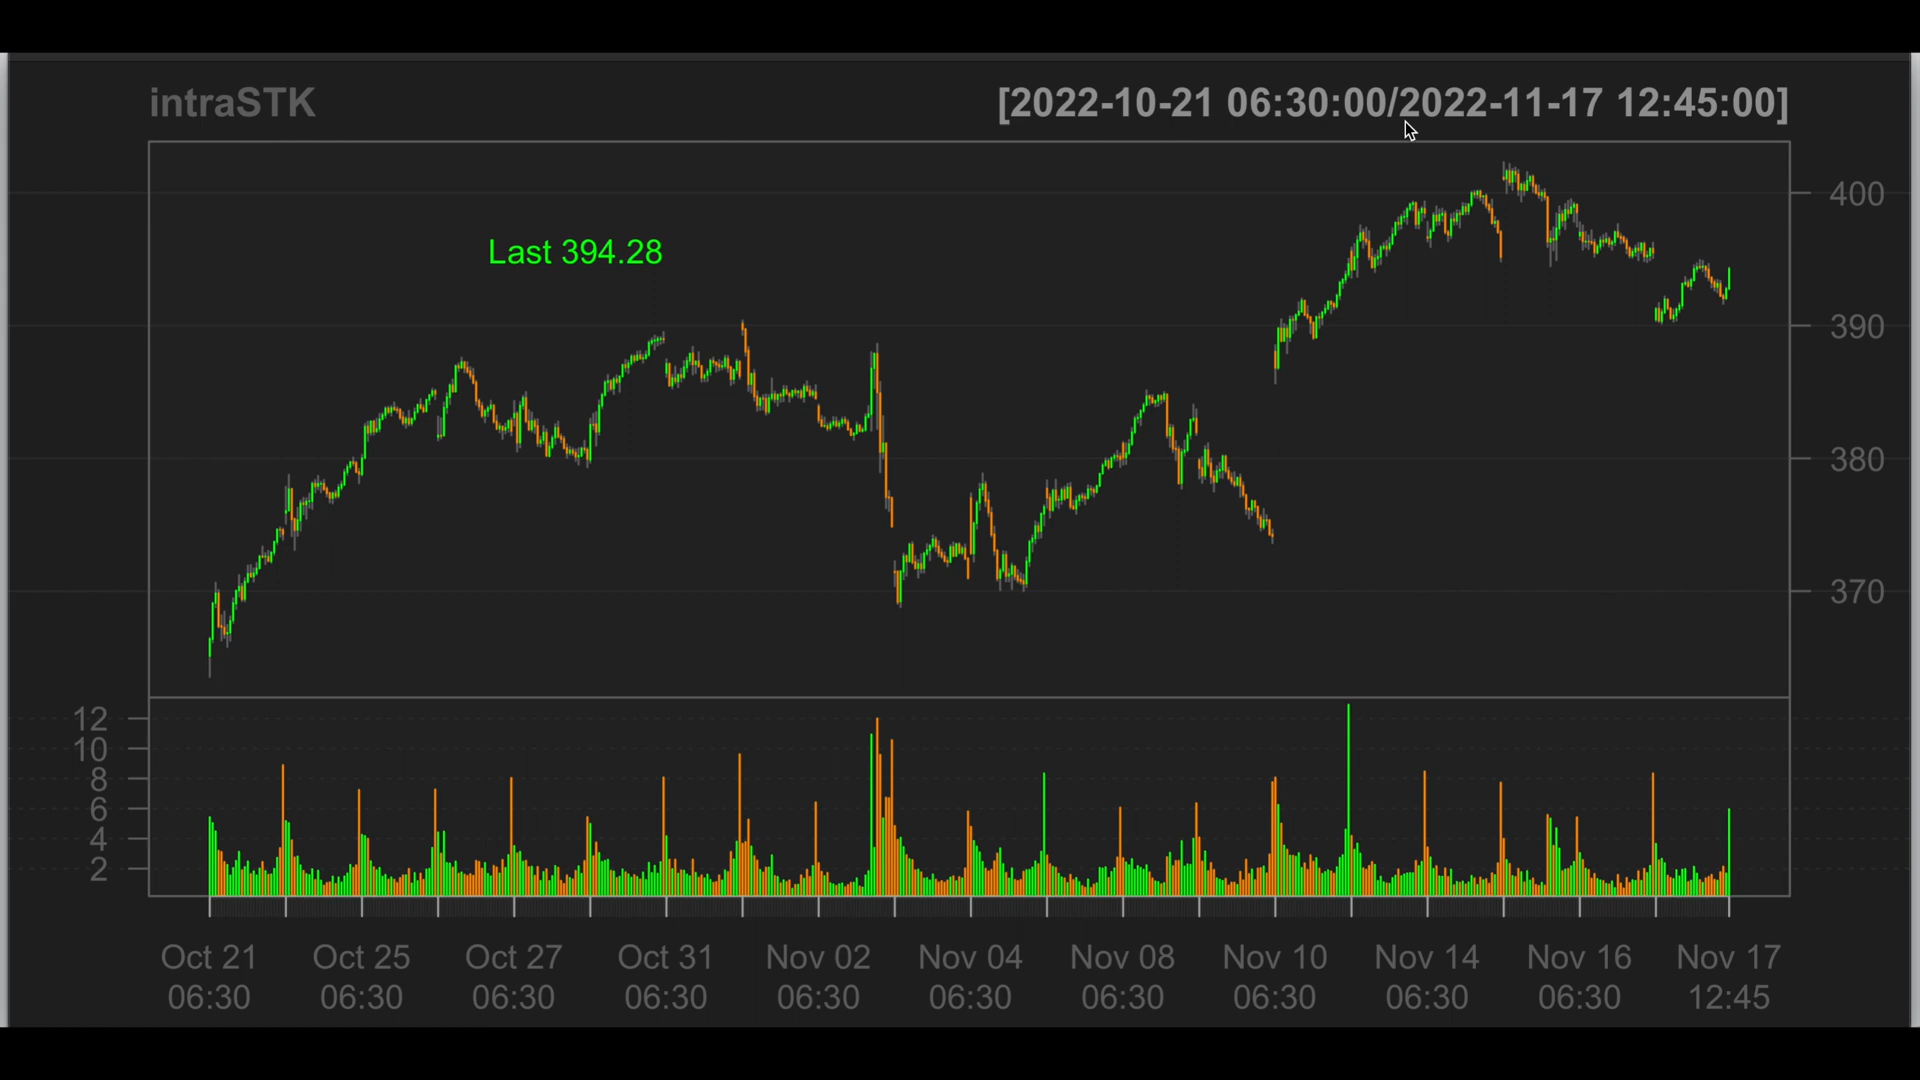 intraSTK
[2022-10-21 06:30:00/2022-11-17 12:45:00]
Last 394.28
400
390
380
370
12
10
8
6
4
2
Oct 21 Oct 25 Oct 27 Oct 31 Nov 02 Nov 04 Nov 08 Nov 10 Nov 14 Nov 16 Nov 17
06:30 06:30 06:30 06:30 06:30 06:30 06:30 06:30 06:30 06:30 12:45